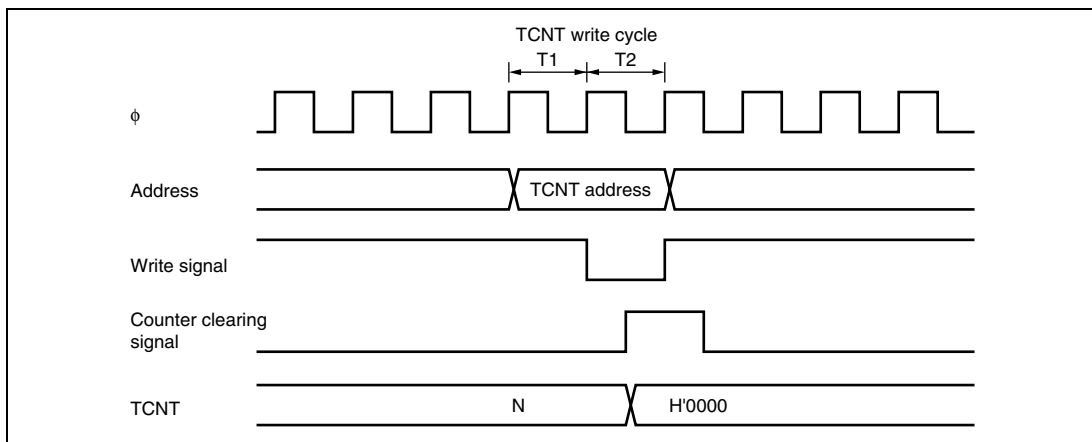 TCNT write cycle
T1 T2
ϕ
Address
TCNT address
Write signal
Counter clearing
signal
TCNT
N
H'0000